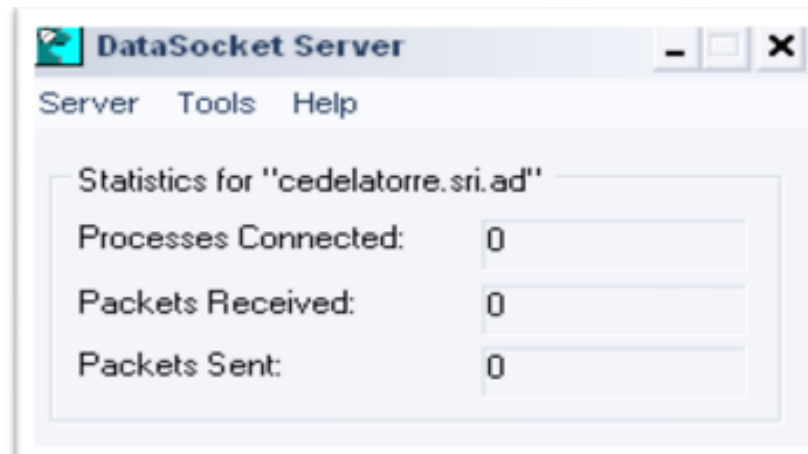 DataSocket Server
Server Tools Help
Statistics for "cedelatorre.sri.ad"
Processes Connected: 0
Packets Received: 0
Packets Sent: 0